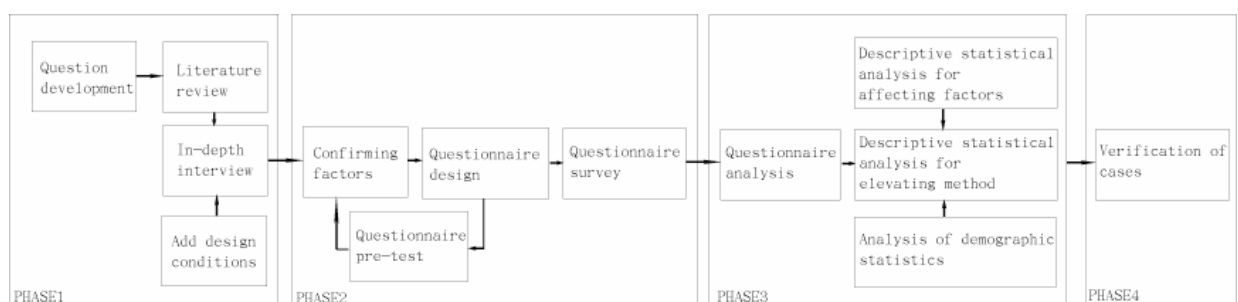 Question
development
Literature
review
In-depth
interview
Add design
conditions
PHASE1
Confirming
factors
Questionnaire
design
Questionnaire
survey
Questionnaire
pre-test
PHASE2
Questionnaire
analysis
Descriptive statistical
analysis for
affecting factors
Descriptive statistical
analysis for
elevating method
Analysis of demographic
statistics
PHASE3
Verification of
cases
PHASE4